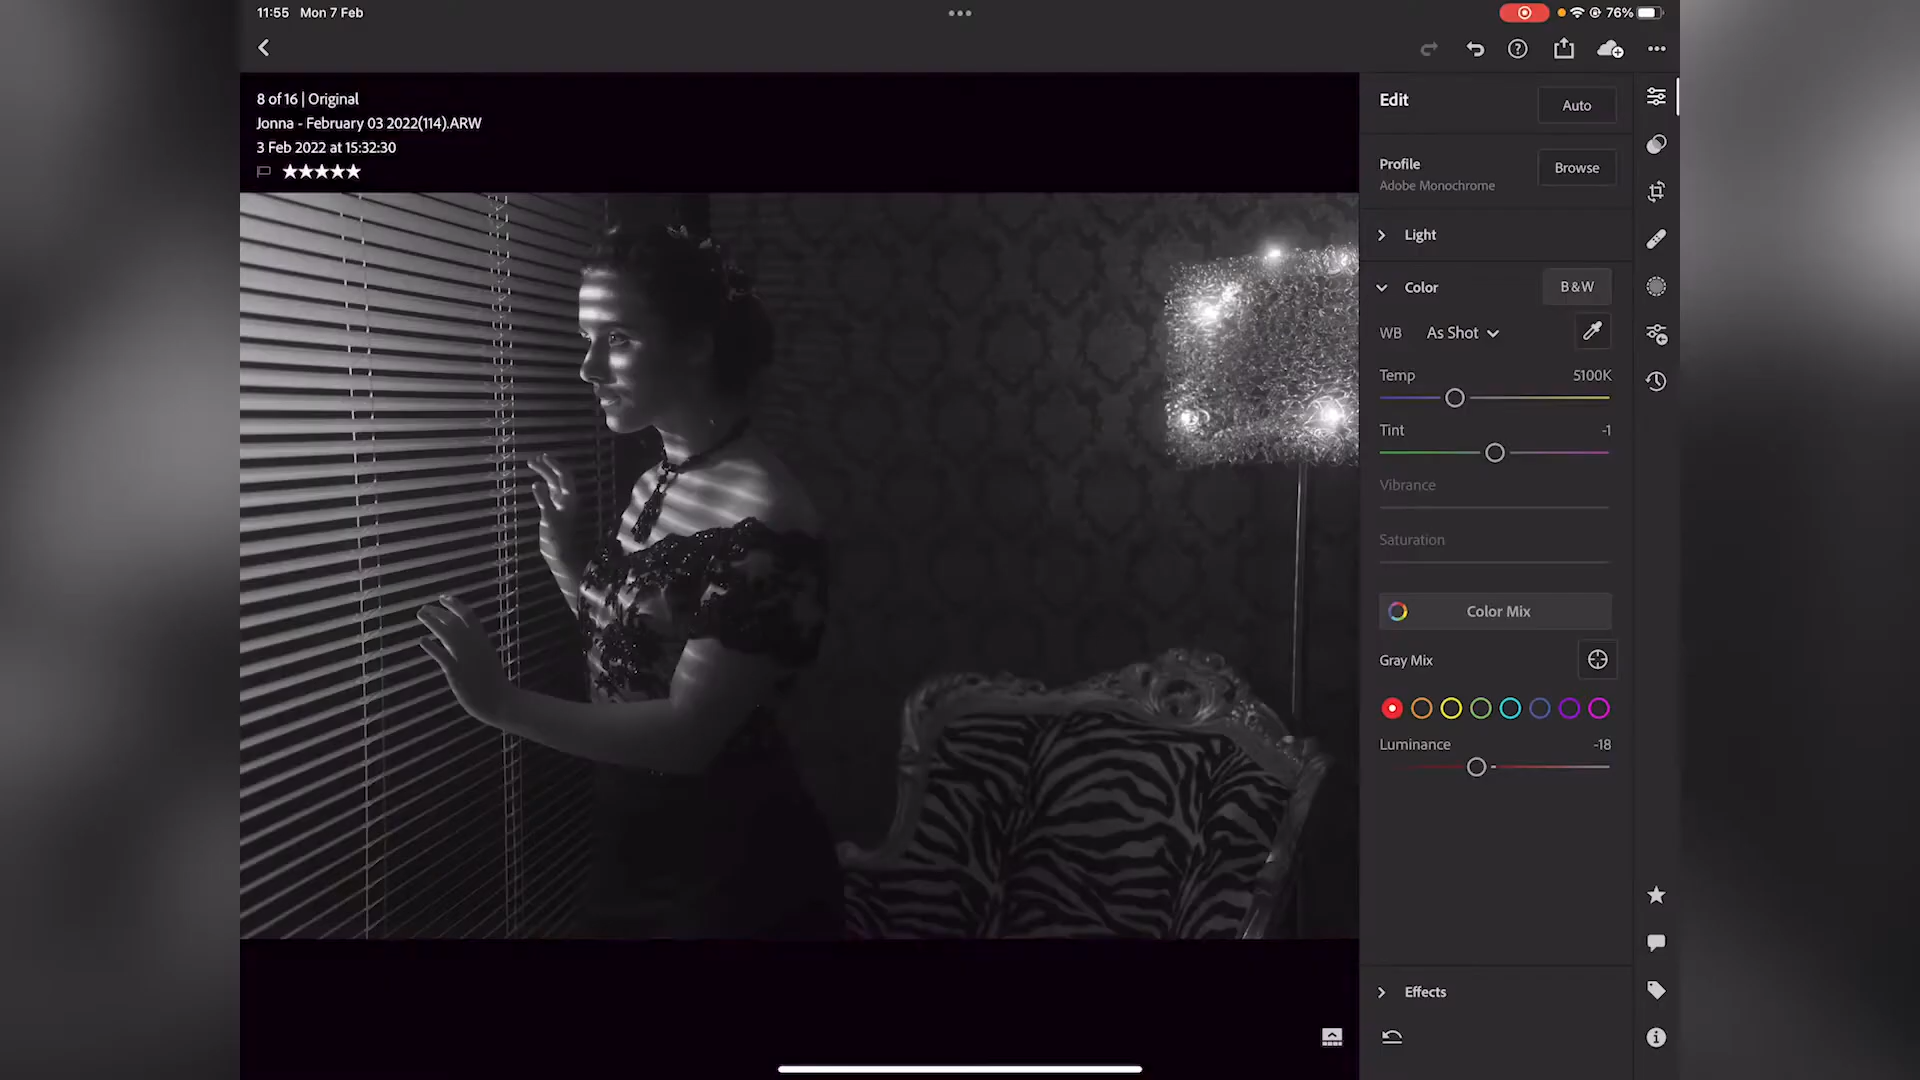 11:55 Mon 7 Feb
76%
8 of 16 | Original
Jonna - February 03 2022(114).ARW
3 Feb 2022 at 15:32:30
Edit
Auto
Profile
Adobe Monochrome
Browse
Light
Color
B&W
WB As Shot
Temp 5100K
Tint -1
Vibrance
Saturation
Color Mix
Gray Mix
Luminance -18
Effects